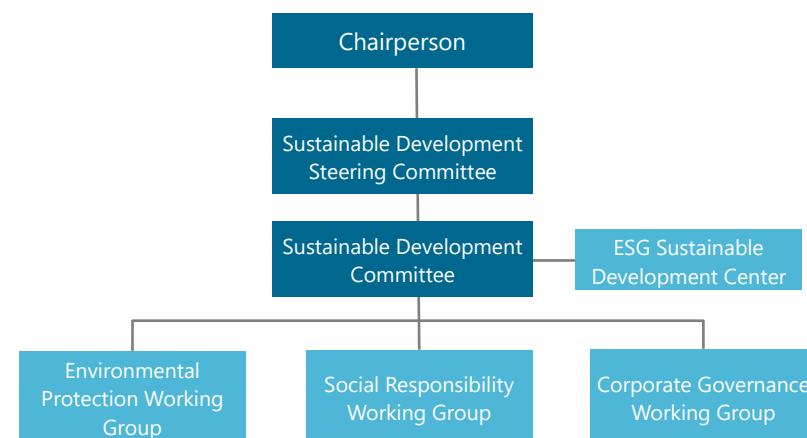 Chairperson
Sustainable Development
Steering Committee
Sustainable Development
Committee
ESG Sustainable
Development Center
Environmental
Protection Working
Group
Social Responsibility
Working Group
Corporate Governance
Working Group